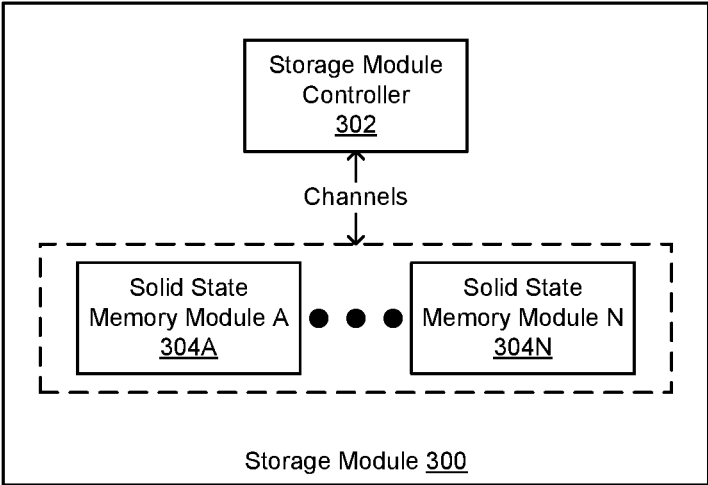 Storage Module
Controller
302
Channels
Solid State
Memory Module A
304A
Solid State
Memory Module N
304N
Storage Module 300